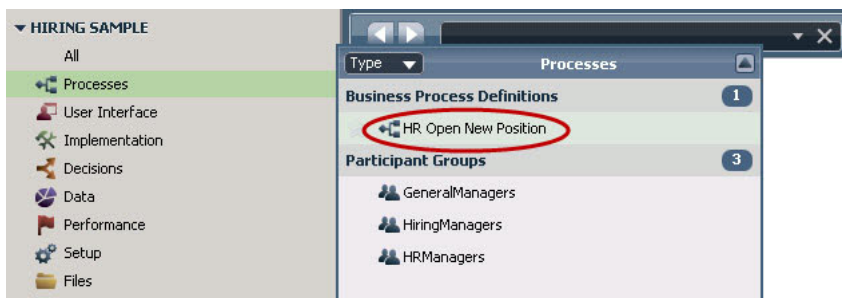 HIRING SAMPLE
All
Processes
User Interface
Implementation
Decisions
Data
Performance
Setup
Files
Type
Processes
Business Process Definitions 1
HR Open New Position
Participant Groups 3
GeneralManagers
HiringManagers
HRManagers